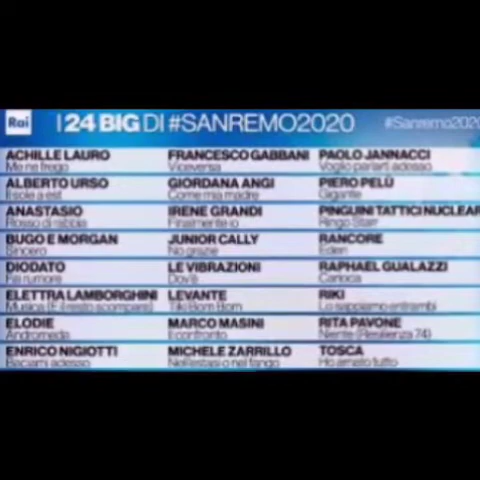 Rai
I 24 BIG DI #SANREMO2020
#Sanremo2020
ACHILLE LAURO
Me ne frego
ALBERTO URSO
Il sole a est
ANASTASIO
Rosso di rabbia
BUGO E MORGAN
Sincero
DIODATO
Fai rumore
ELETTRA LAMBORGHINI
Musica (E il resto scompare)
ELODIE
Andromeda
ENRICO NIGIOTTI
Baciami adesso
FRANCESCO GABBANI
Viceversa
GIORDANA ANGI
Come mia madre
IRENE GRANDI
Finalmente io
JUNIOR CALLY
No grazie
LE VIBRAZIONI
Dov'è
LEVANTE
Tiki Bom Bom
MARCO MASINI
Il confronto
MICHELE ZARRILLO
Nell'estasi o nel fango
PAOLO JANNACCI
Voglio parlarti adesso
PIERO PELÙ
Gigante
PINGUINI TATTICI NUCLEAR
Ringo Starr
RANCORE
Eden
RAPHAEL GUALAZZI
Carioca
RIKI
Lo sappiamo entrambi
RITA PAVONE
Niente (Resilienza 74)
TOSCA
Ho amato tutto